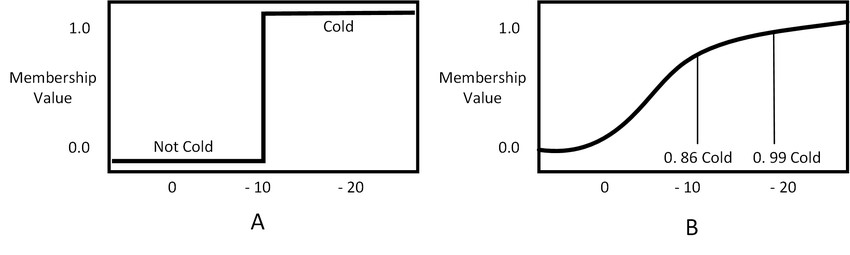 1.0
Cold
Membership
Value
0.0
Not Cold
0
- 10
- 20
A
1.0
Membership
Value
0.0
0. 86 Cold
0. 99 Cold
0
- 10
- 20
B